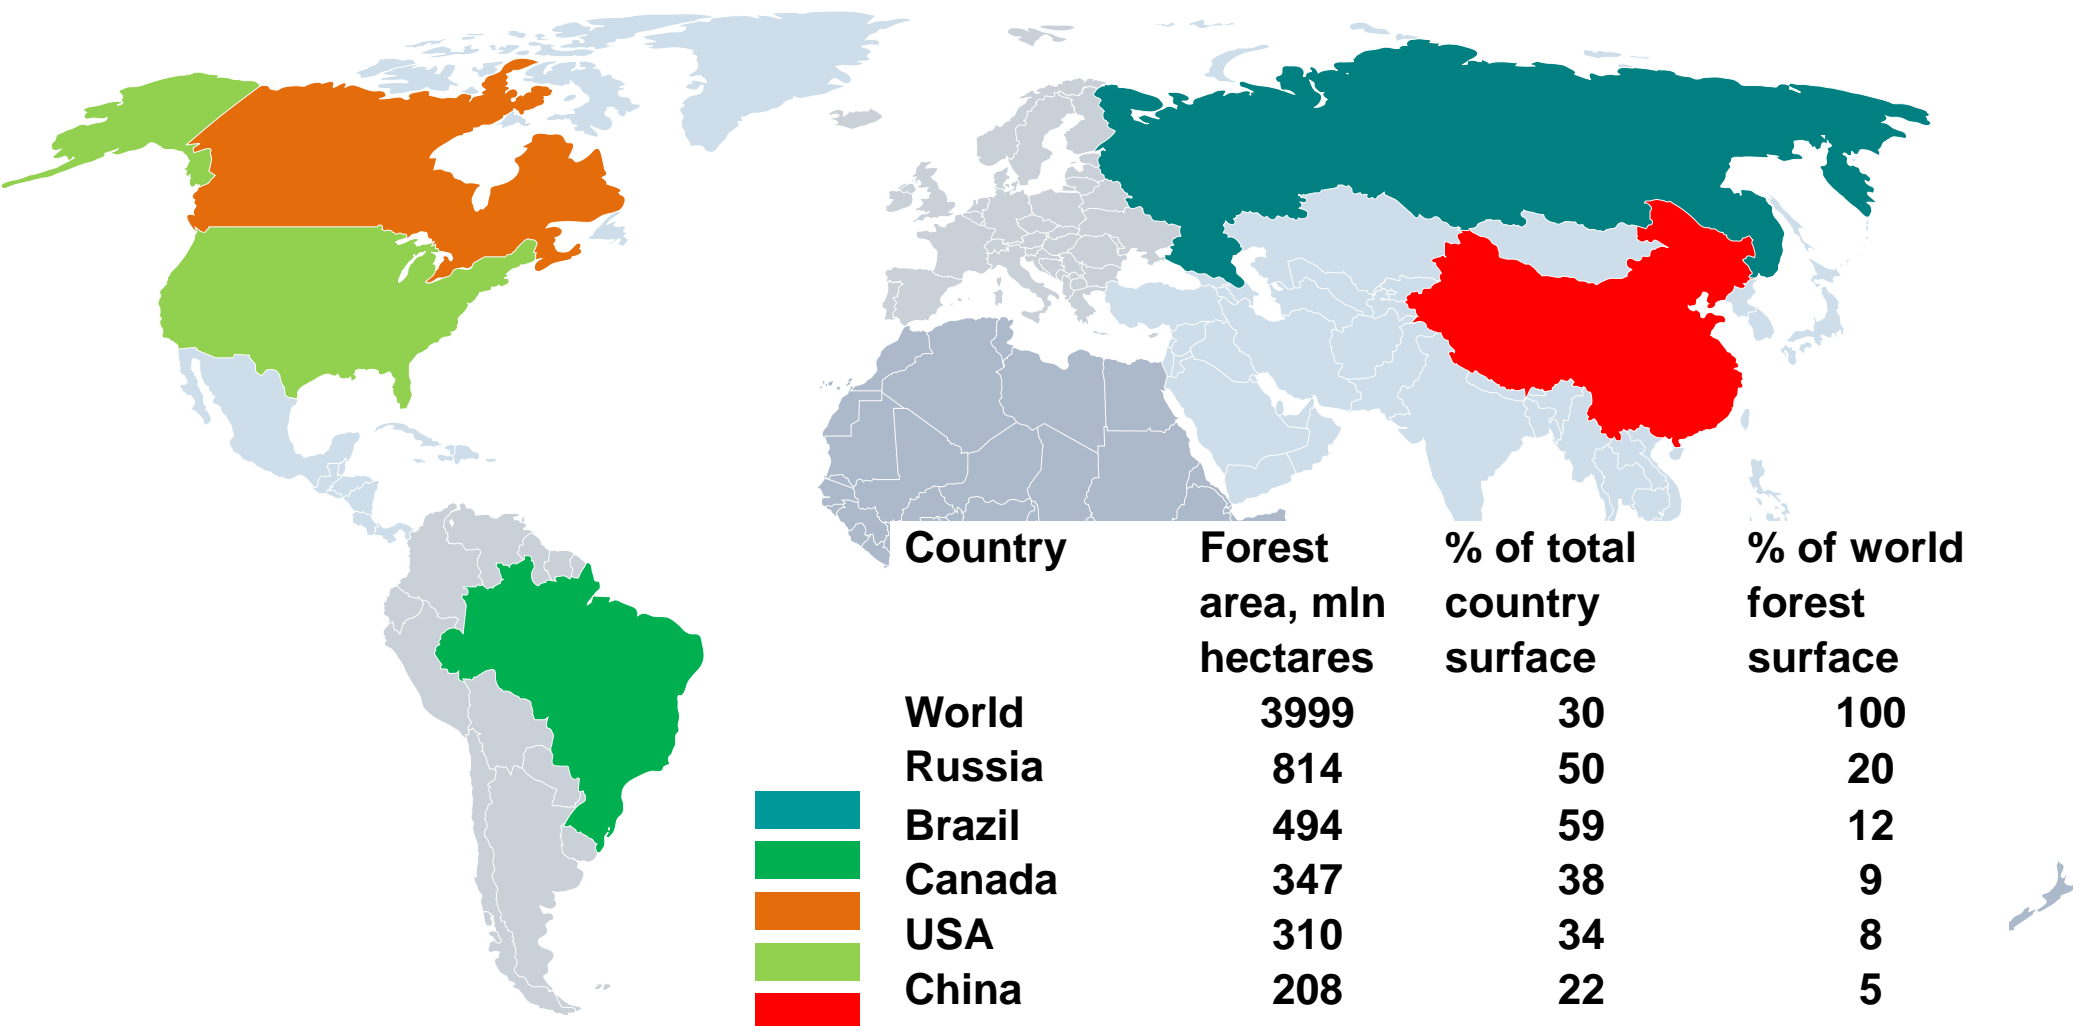 Country Forest area, mln hectares % of total country surface % of world forest surface
World 3999 30 100
Russia 814 50 20
Brazil 494 59 12
Canada 347 38 9
USA 310 34 8
China 208 22 5